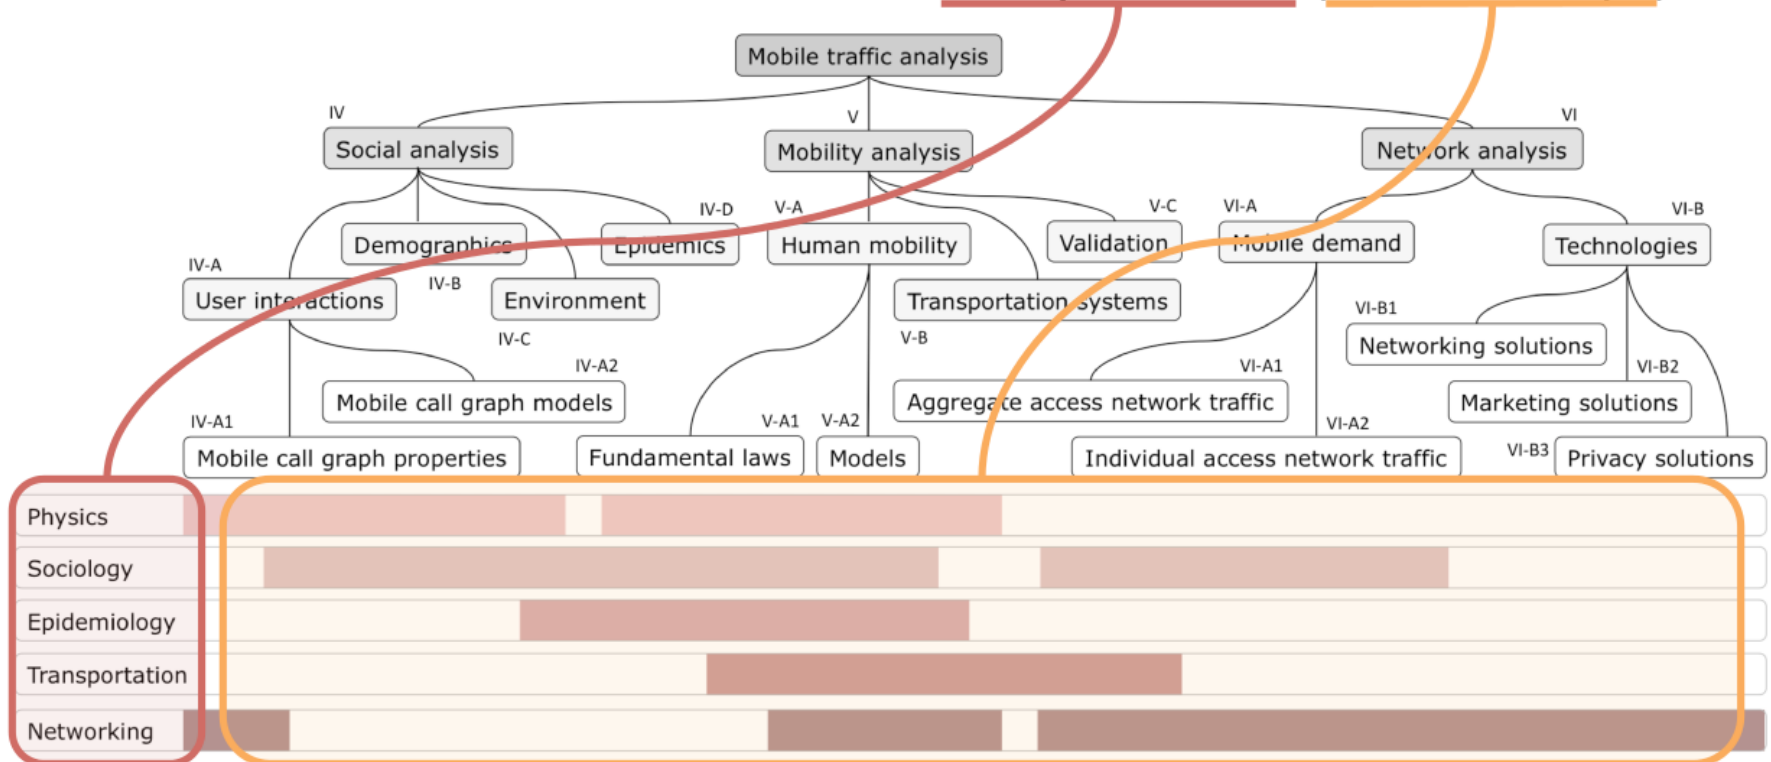 Mobile traffic analysis
IV
V
VI
Social analysis
Mobility analysis
Network analysis
IV-D
V-A
V-C
VI-A
VI-B
Demographics
Epidemics
Human mobility
Validation
Mobile demand
Technologies
IV-A
IV-B
User interactions
Environment
Transportation systems
VI-B1
IV-C
V-B
Networking solutions
IV-A2
VI-A1
VI-B2
Mobile call graph models
Aggregate access network traffic
Marketing solutions
IV-A1
V-A1
V-A2
VI-A2
VI-B3
Mobile call graph properties
Fundamental laws
Models
Individual access network traffic
Privacy solutions
Physics
Sociology
Epidemiology
Transportation
Networking